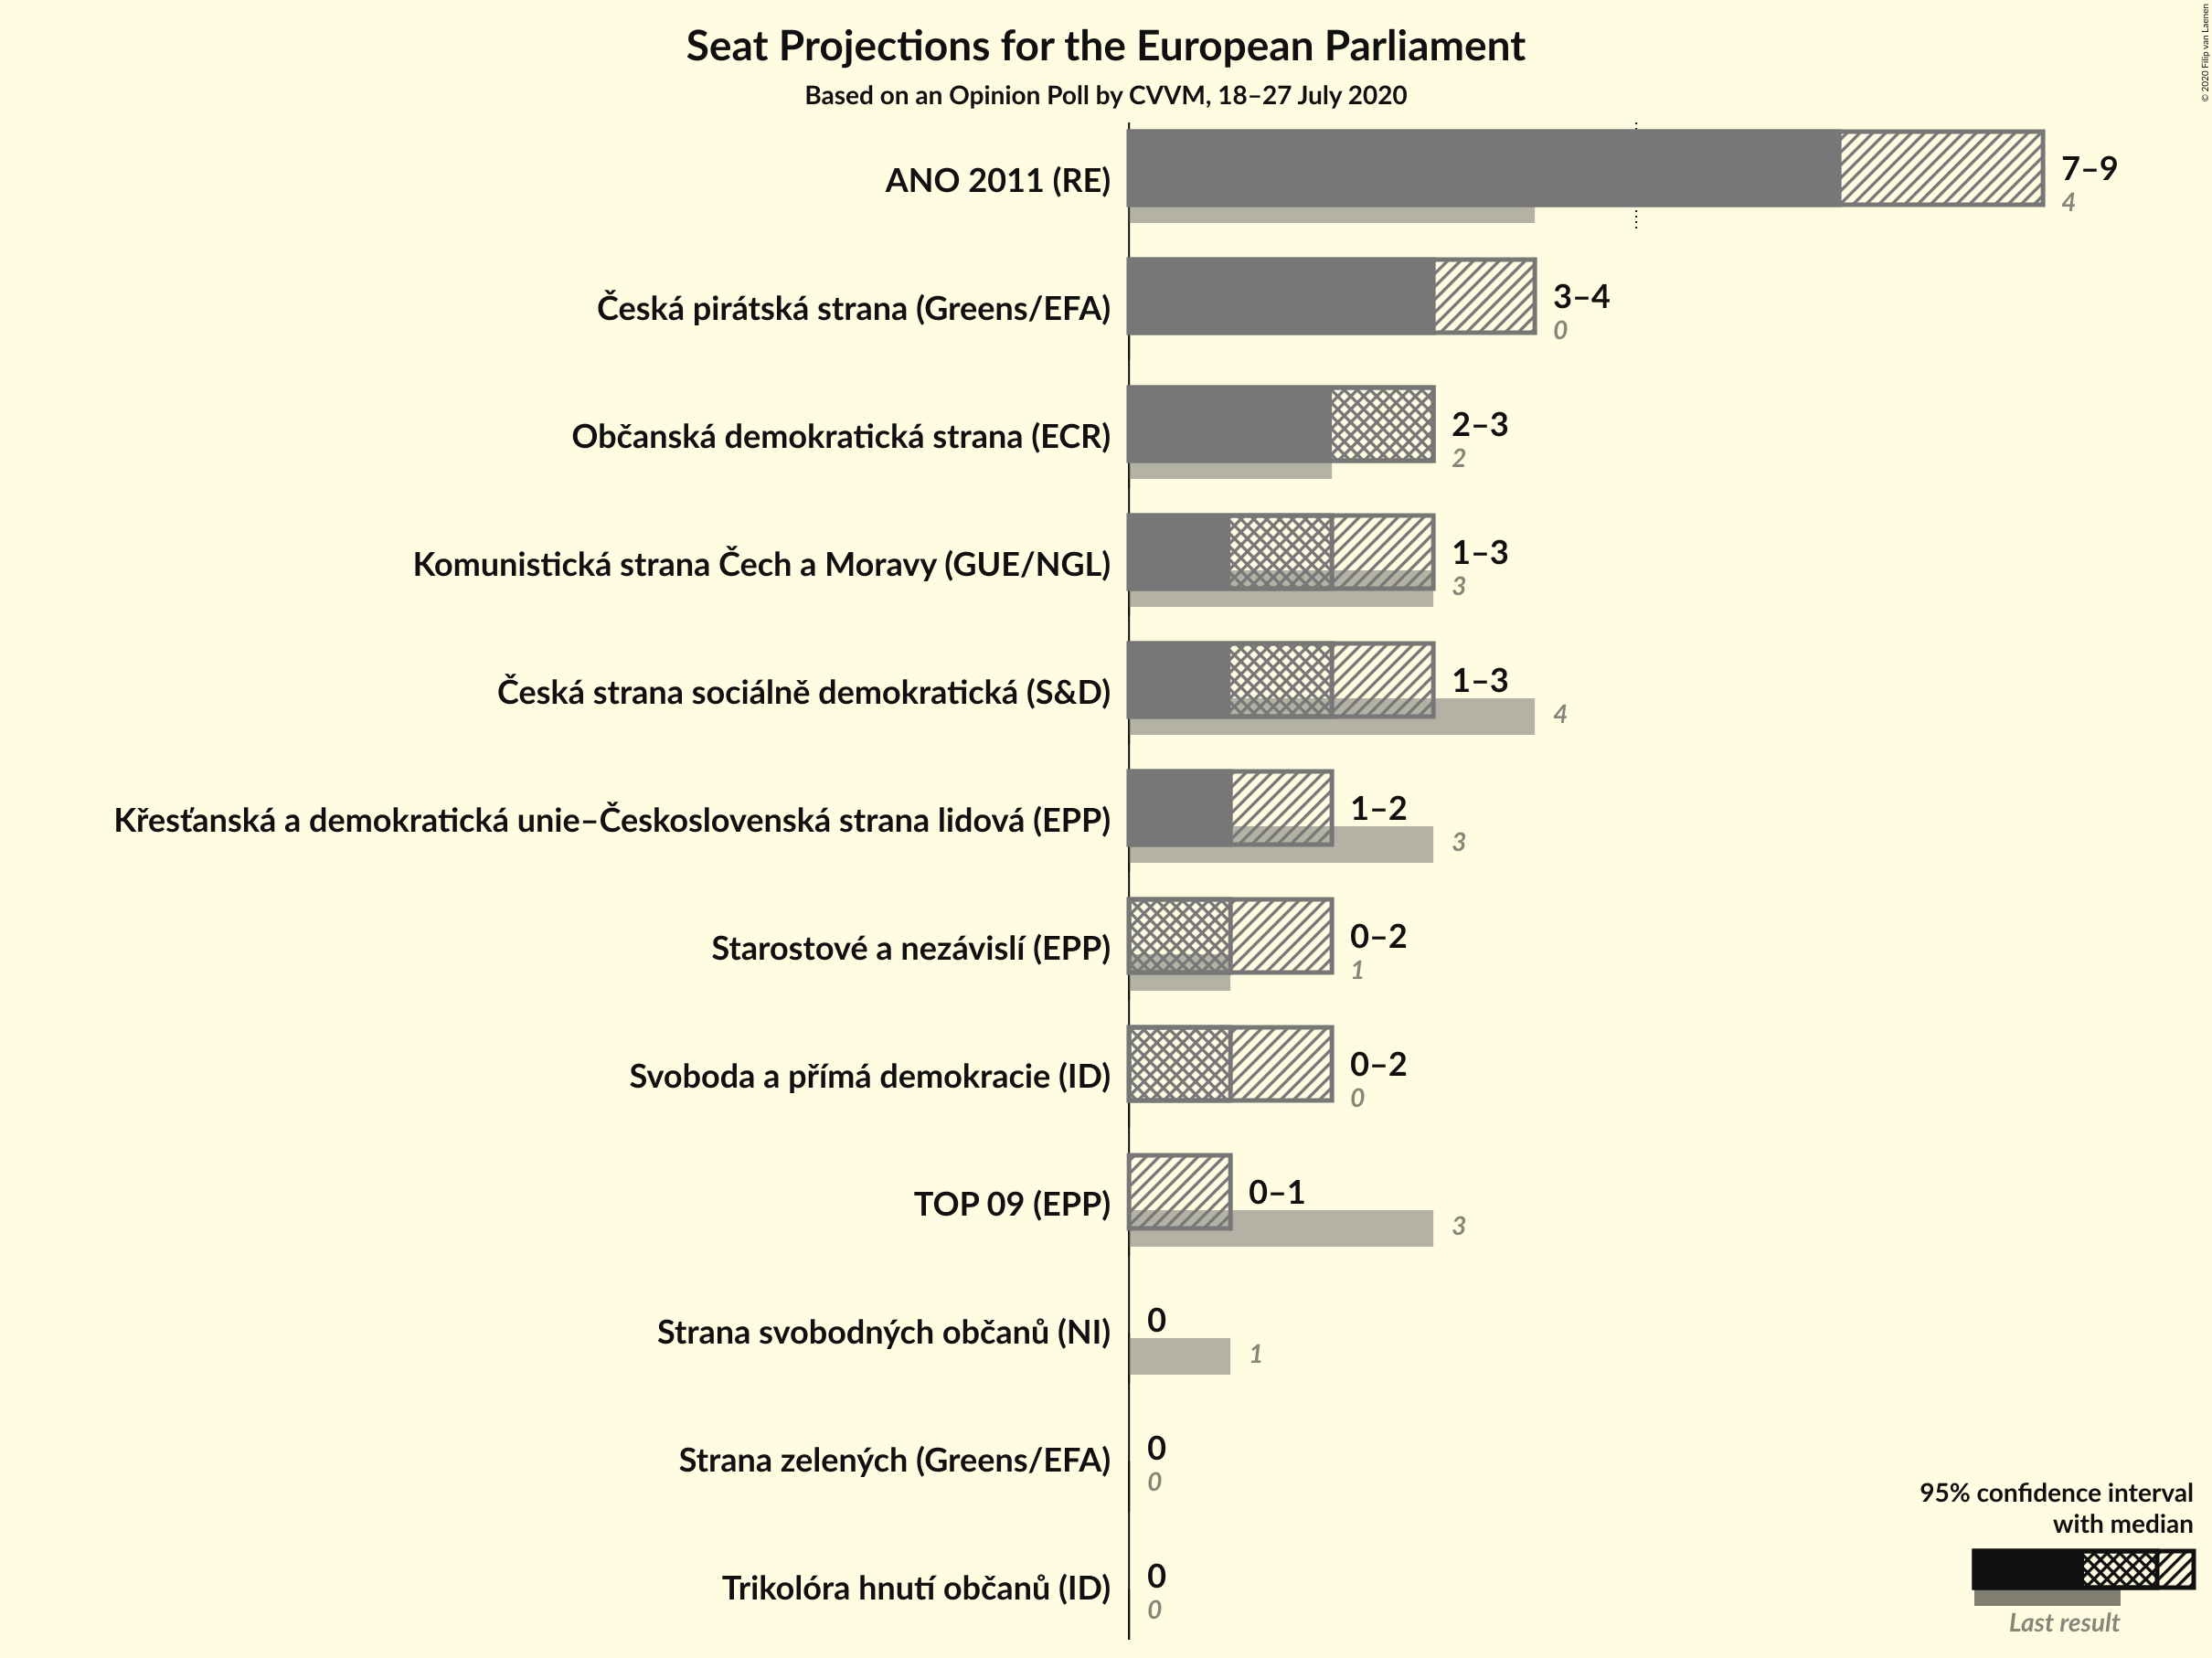 Seat Projections for the European Parliament
Based on an Opinion Poll by CVVM, 18–27 July 2020
© 2020 Filip van Laenen
ANO 2011 (RE)
7–9
4
Česká pirátská strana (Greens/EFA)
3–4
0
Občanská demokratická strana (ECR)
2–3
2
Komunistická strana Čech a Moravy (GUE/NGL)
1–3
3
Česká strana sociálně demokratická (S&D)
1–3
4
Křesťanská a demokratická unie–Československá strana lidová (EPP)
1–2
3
Starostové a nezávislí (EPP)
0–2
1
Svoboda a přímá demokracie (ID)
0–2
0
TOP 09 (EPP)
0–1
3
Strana svobodných občanů (NI)
0
1
Strana zelených (Greens/EFA)
0
0
Trikolóra hnutí občanů (ID)
0
0
95% confidence interval
with median
Last result